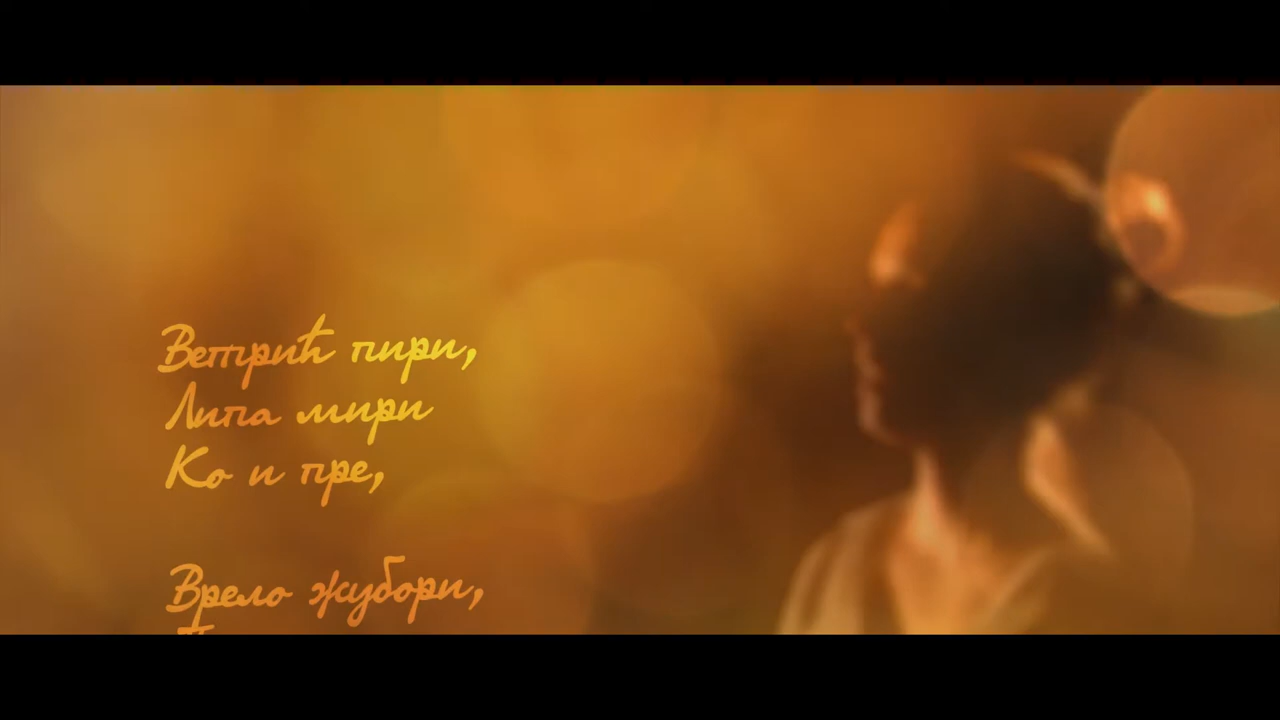 Ветрић пири,
Липа мири
Ко и пре,
Врело жубори,